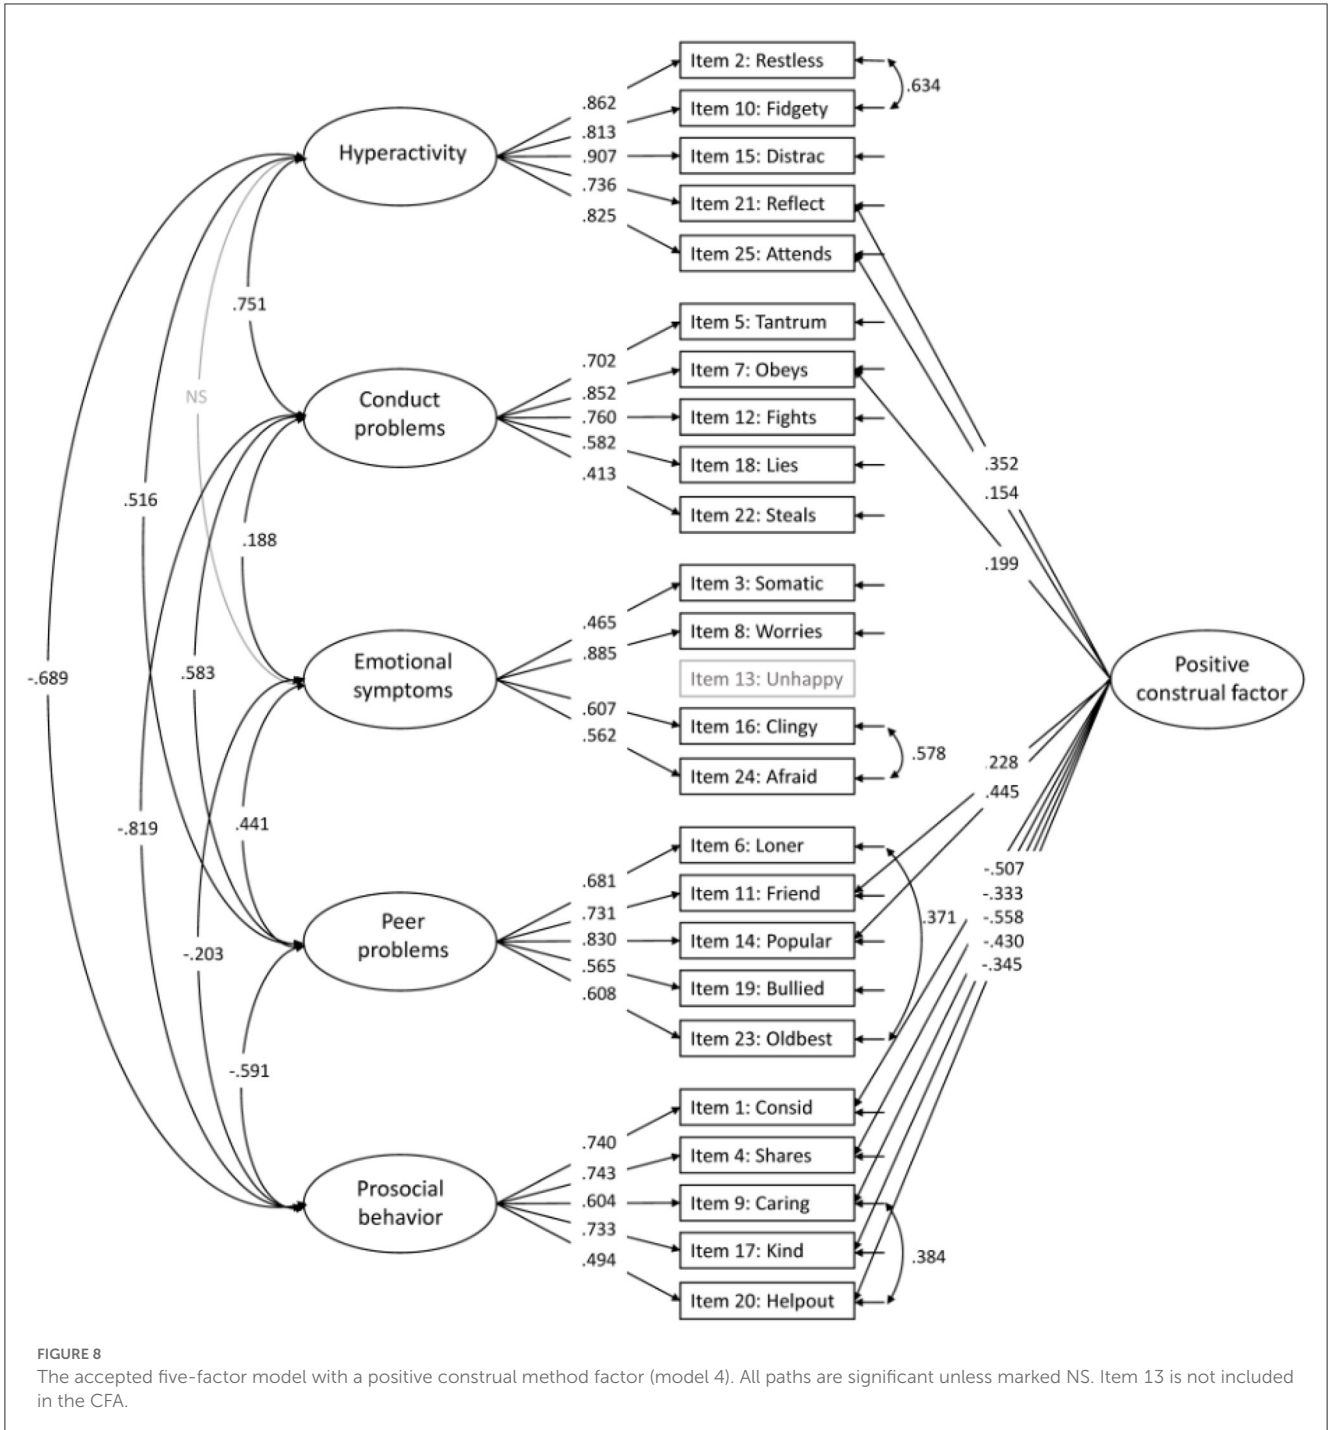 Item 2: Restless
.634
.862
Item 10: Fidgety
.813
Hyperactivity
.907
Item 15: Distrac
.736
Item 21: Reflect
.825
Item 25: Attends
.751
Item 5: Tantrum
.702
Item 7: Obeys
.852
NS
Conduct
problems
.760
Item 12: Fights
.582
Item 18: Lies
.352
.413
.154
.516
Item 22: Steals
.188
.199
Item 3: Somatic
.465
Item 8: Worries
.885
-.689
.583
Emotional
symptoms
Item 13: Unhappy
Positive
construal factor
.607
Item 16: Clingy
.562
.578
.228
Item 24: Afraid
.445
-.819
.441
Item 6: Loner
-.507
.681
Item 11: Friend
-.333
.731
.371
-.558
Peer
problems
.830
Item 14: Popular
-.430
-.203
.565
-.345
Item 19: Bullied
.608
Item 23: Oldbest
-.591
Item 1: Consid
.740
Item 4: Shares
.743
Prosocial
behavior
.604
Item 9: Caring
.733
Item 17: Kind
.384
.494
Item 20: Helpout
FIGURE 8
The accepted five-factor model with a positive construal method factor (model 4). All paths are significant unless marked NS. Item 13 is not included
in the CFA.